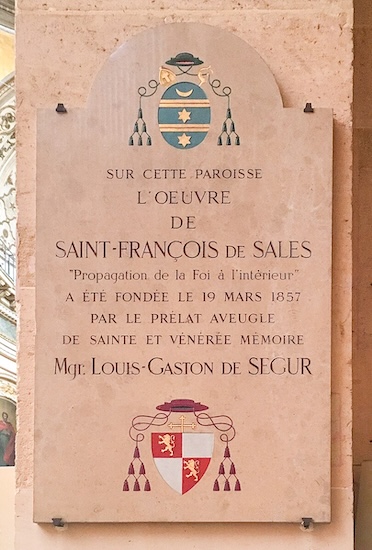 SUR CETTE PAROISSE
L'OEUVRE
DE
SAINT-FRANÇOIS DE SALES
"Propagation de la Foi à l'intérieur"
A ÉTÉ FONDÉE LE 19 MARS 1857
PAR LE PRÉLAT AVEUGLE
DE SAINTE ET VÉNÉRÉE MÉMOIRE
Mgr. LOUIS-GASTON DE SEGUR